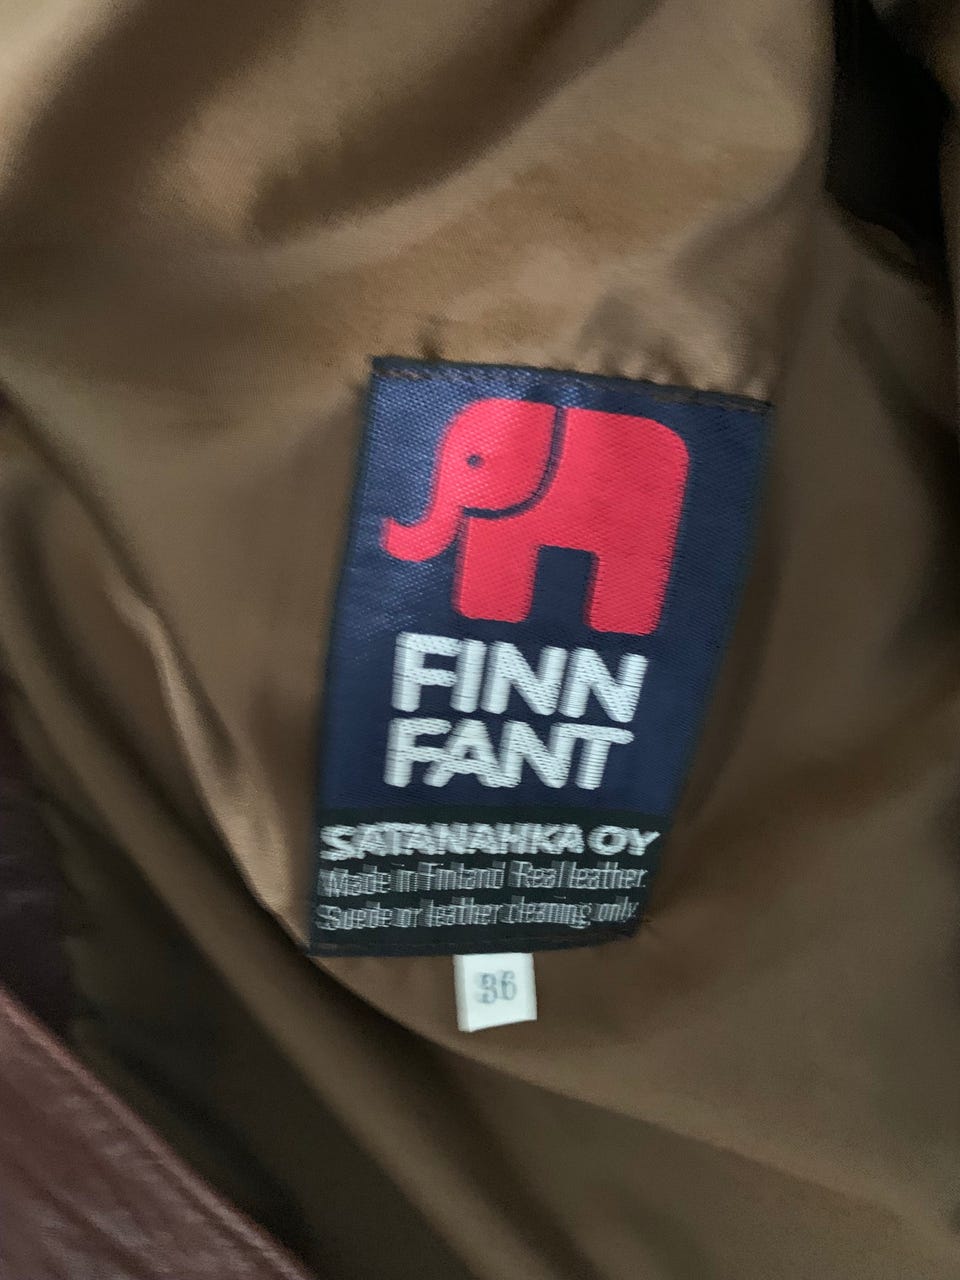 FINN
FANT
SATANAHKA OY
Made in Finland Real leather.
Suede or leather cleaning only.
36